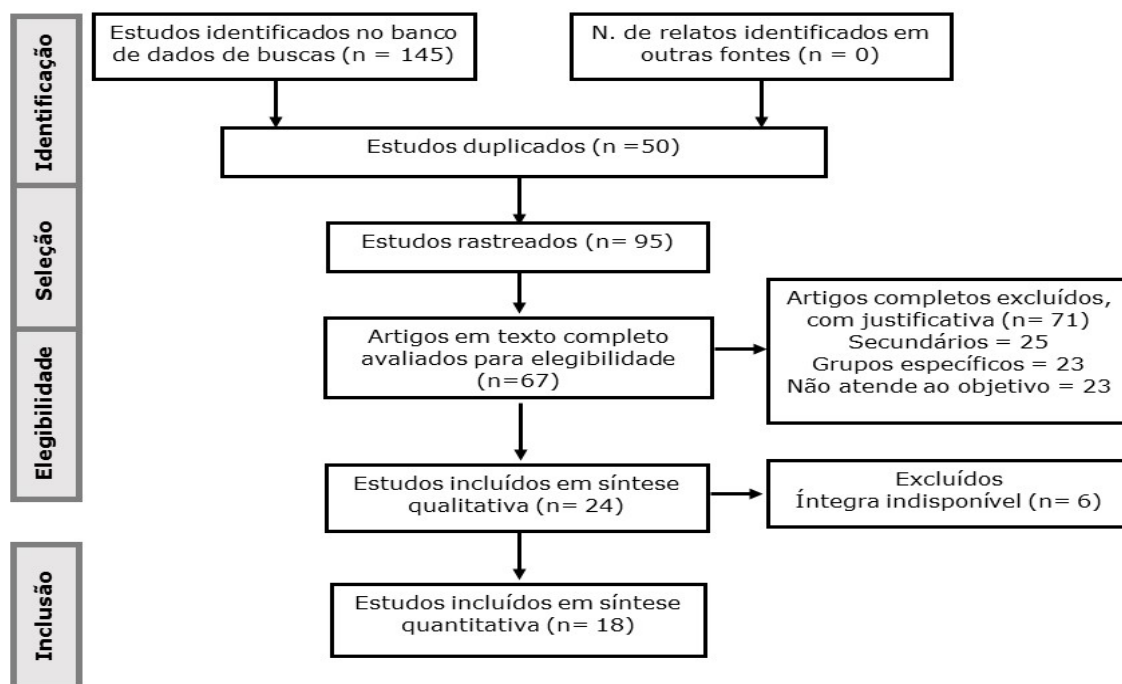 Identificação
Estudos identificados no banco
de dados de buscas (n = 145)
N. de relatos identificados em
outras fontes (n = 0)
Estudos duplicados (n =50)
Seleção
Estudos rastreados (n= 95)
Elegibilidade
Artigos em texto completo
avaliados para elegibilidade
(n=67)
Artigos completos excluídos,
com justificativa (n= 71)
Secundários = 25
Grupos específicos = 23
Não atende ao objetivo = 23
Estudos incluídos em síntese
qualitativa (n= 24)
Excluídos
Íntegra indisponível (n= 6)
Inclusão
Estudos incluídos em síntese
quantitativa (n= 18)